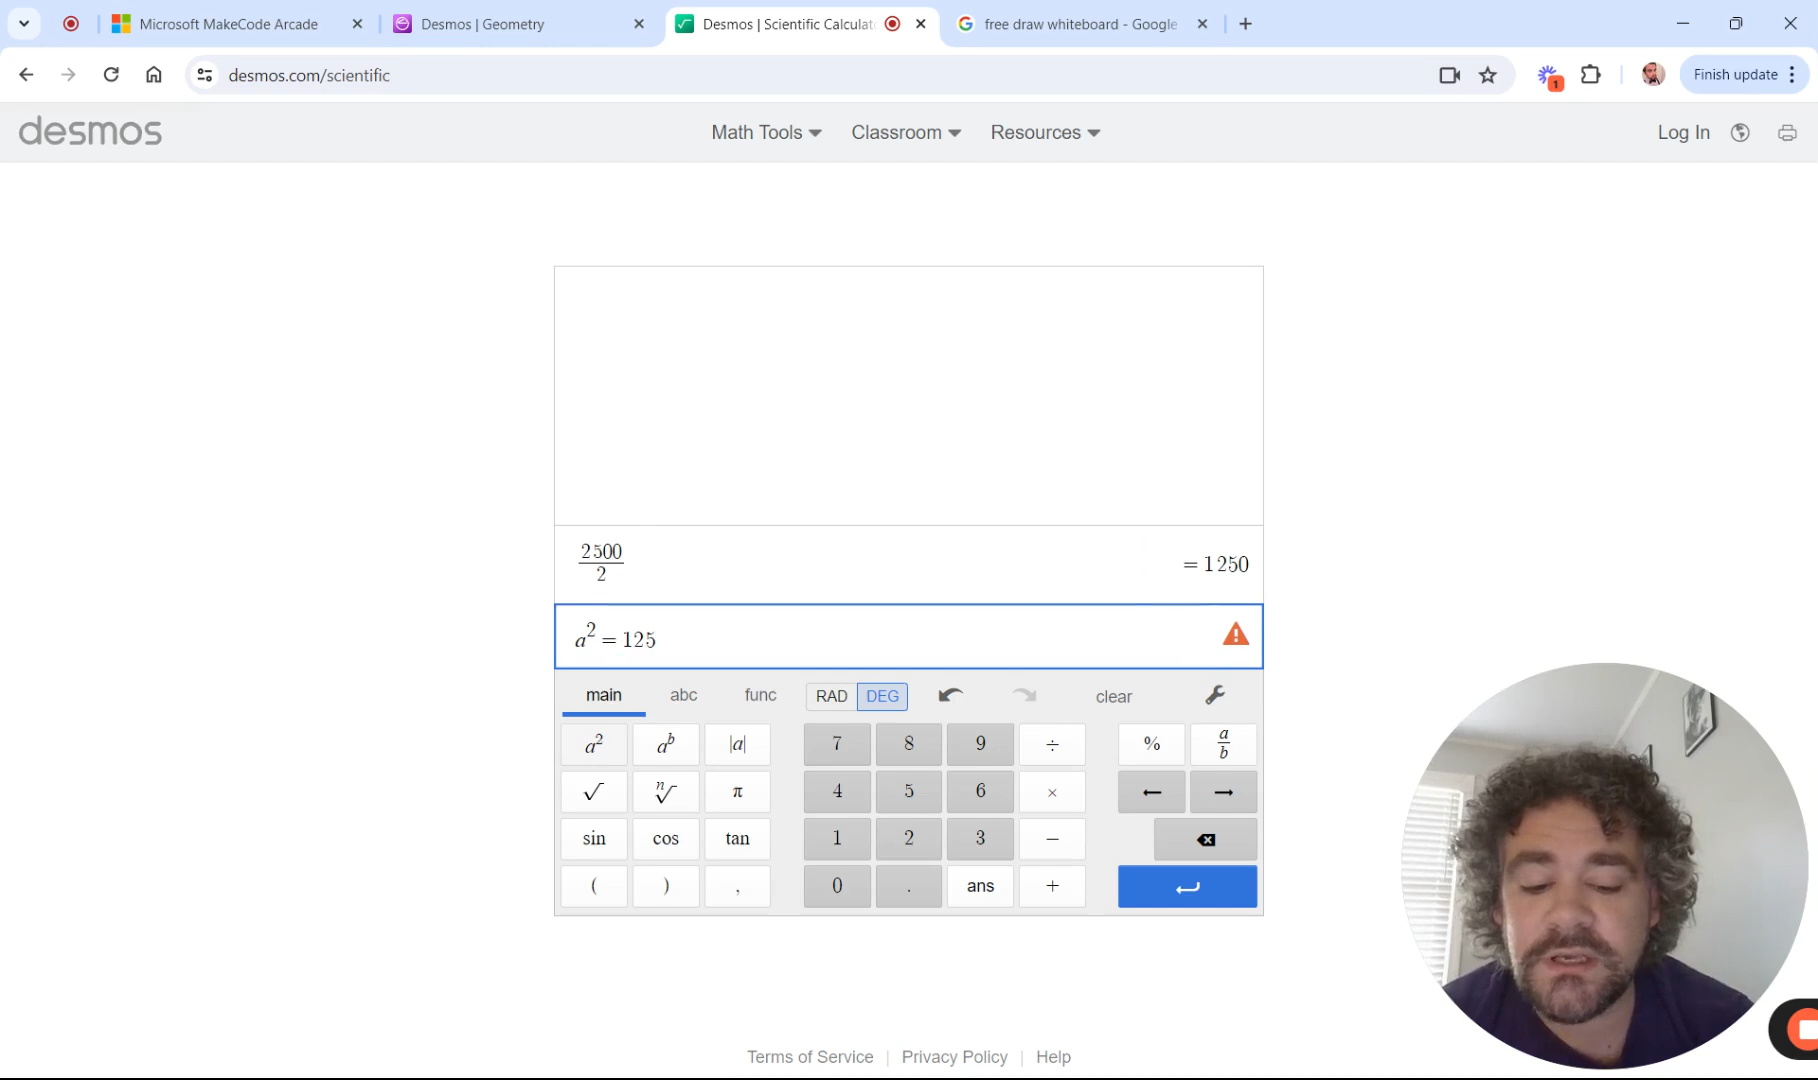 Microsoft MakeCode Arcade
Desmos | Geometry
Desmos | Scientific Calculat
free draw whiteboard - Google
desmos.com/scientific
1
Finish update
desmos
Math Tools
Classroom
Resources
Log In
2500
2
= 1250
a² = 125
main
abc
func
RAD
DEG
clear
a²
aᵇ
|a|
7
8
9
÷
%
a
b
√
ⁿ√
π
4
5
6
×
←
→
sin
cos
tan
1
2
3
−
(
)
,
0
.
ans
+
Terms of Service | Privacy Policy | Help